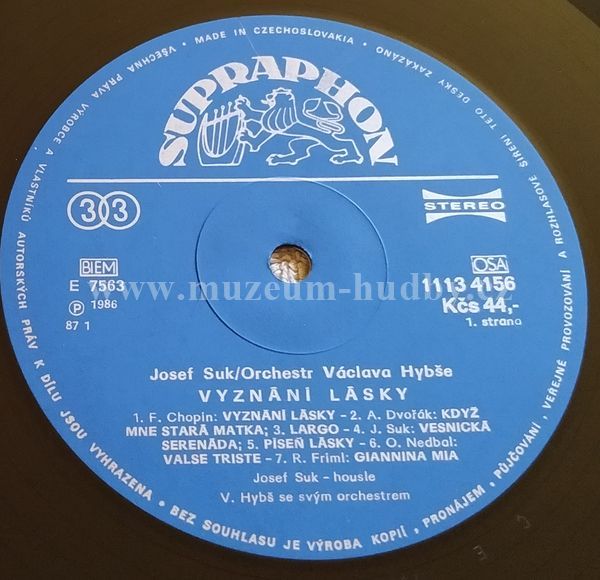 MADE IN CZECHOSLOVAKIA • VŠECHNA PRÁVA VÝROBCE A VLASTNÍKŮ AUTORSKÝCH PRÁV K DÍLU JSOU VYHRAZENA • BEZ SOUHLASU JE VÝROBA KOPIÍ, PRONÁJEM, PŮJČOVÁNÍ, VEŘEJNÉ PROVOZOVÁNÍ A ROZHLASOVÉ ŠÍŘENÍ TÉTO DESKY ZAKÁZÁNO •
SUPRAPHON
33
STEREO
BIEM
OSA
E 7563
1113 4156
www.muzeum-hudby.cz
Ⓟ 1986
Kčs 44,-
87 1
1. strana
Josef Suk/Orchestr Václava Hybše
VYZNÁNÍ LÁSKY
1. F. Chopin: VYZNÁNÍ LÁSKY – 2. A. Dvořák: KDYŽ
MNE STARÁ MATKA; 3. LARGO – 4. J. Suk: VESNICKÁ
SERENÁDA; 5. PÍSEŇ LÁSKY – 6. O. Nedbal:
VALSE TRISTE – 7. R. Friml: GIANNINA MIA
Josef Suk – housle
V. Hybš se svým orchestrem